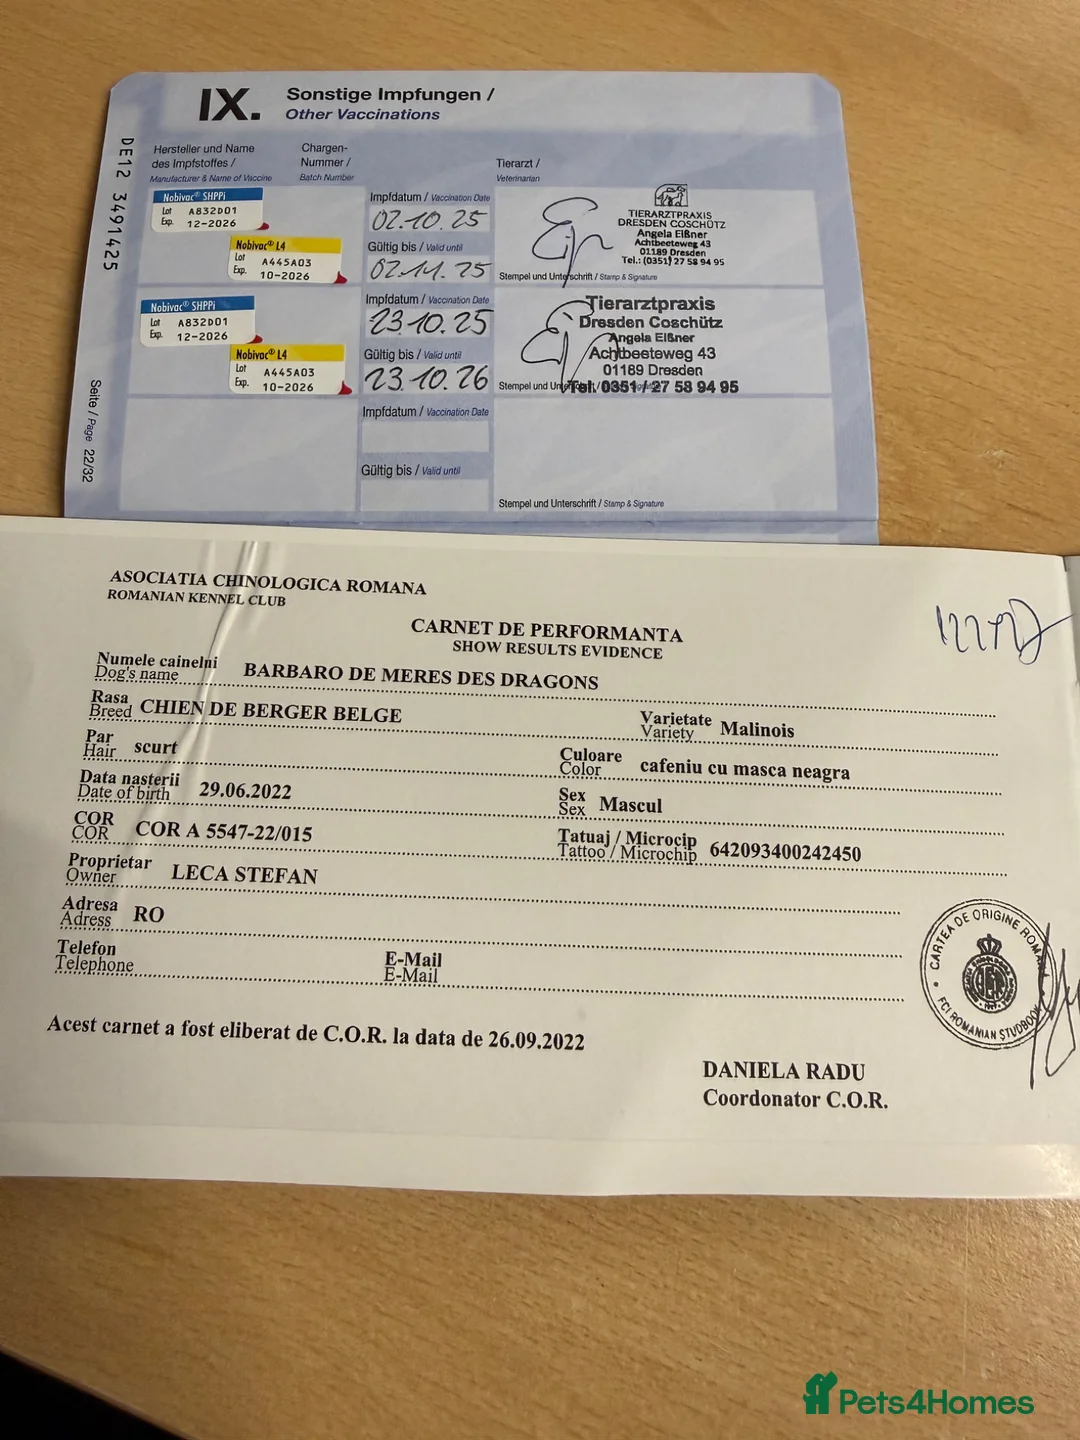 IX.
Sonstige Impfungen /
Other Vaccinations
DE12 3491425
Hersteller und Name
des Impfstoffes /
Manufacturer & Name of Vaccine
Chargen-
Nummer /
Batch Number
Tierarzt /
Veterinarian
Nobivac® SHPPi
Lot A832D01
Exp. 12-2026
Nobivac® L4
Lot A445A03
Exp. 10-2026
Impfdatum / Vaccination Date
02.10.25
Gültig bis / Valid until
02.11.25
TIERARZTPRAXIS
DRESDEN COSCHÜTZ
Angela Elßner
Achtbeeteweg 43
01189 Dresden
Tel.: (0351) 27 58 94 95
Stempel und Unterschrift / Stamp & Signature
Nobivac® SHPPi
Lot A832D01
Exp. 12-2026
Nobivac® L4
Lot A445A03
Exp. 10-2026
Impfdatum / Vaccination Date
23.10.25
Gültig bis / Valid until
23.10.26
Tierarztpraxis
Dresden Coschütz
Angela Elßner
Achtbeeteweg 43
01189 Dresden
Tel. 0351 / 27 58 94 95
Stempel und
Impfdatum / Vaccination Date
Gültig bis / Valid until
Stempel und Unterschrift / Stamp & Signature
Seite / Page 22/32
ASOCIATIA CHINOLOGICA ROMANA
ROMANIAN KENNEL CLUB
CARNET DE PERFORMANTA
SHOW RESULTS EVIDENCE
Numele cainelui
Dog's name BARBARO DE MERES DES DRAGONS
Rasa
Breed CHIEN DE BERGER BELGE
Varietate
Variety Malinois
Par
Hair scurt
Culoare
Color cafeniu cu masca neagra
Data nasterii
Date of birth 29.06.2022
Sex
Sex Mascul
COR
COR COR A 5547-22/015
Tatuaj / Microcip
Tattoo / Microchip 642093400242450
Proprietar
Owner LECA STEFAN
Adresa
Adress RO
Telefon
Telephone
E-Mail
E-Mail
CARTEA DE ORIGINE ROMANA
FCI ROMANIAN STUDBOOK
Acest carnet a fost eliberat de C.O.R. la data de 26.09.2022
DANIELA RADU
Coordonator C.O.R.
Pets4Homes